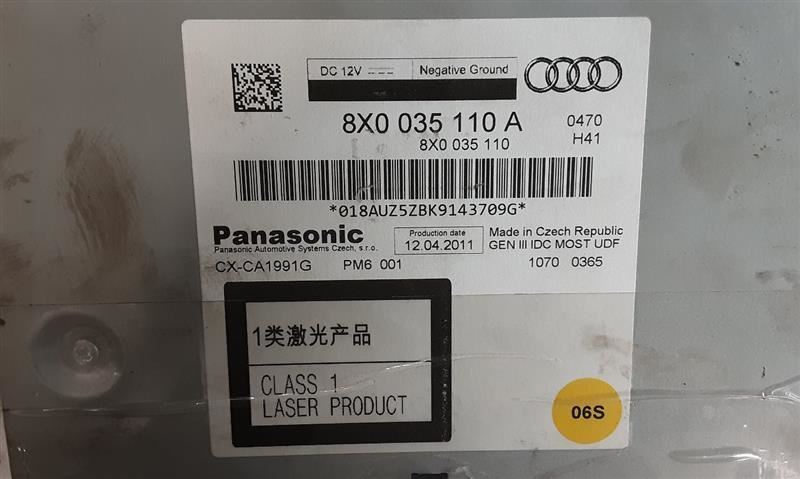 DC 12V Negative Ground
8X0 035 110 A 0470
8X0 035 110 H41
*018AUZ5ZBK9143709G*
Panasonic Production date Made in Czech Republic
Panasonic Automotive Systems Czech, s.r.o. 12.04.2011 GEN III IDC MOST UDF
CX-CA1991G PM6 001 1070 0365
1类激光产品
CLASS 1
LASER PRODUCT
06S